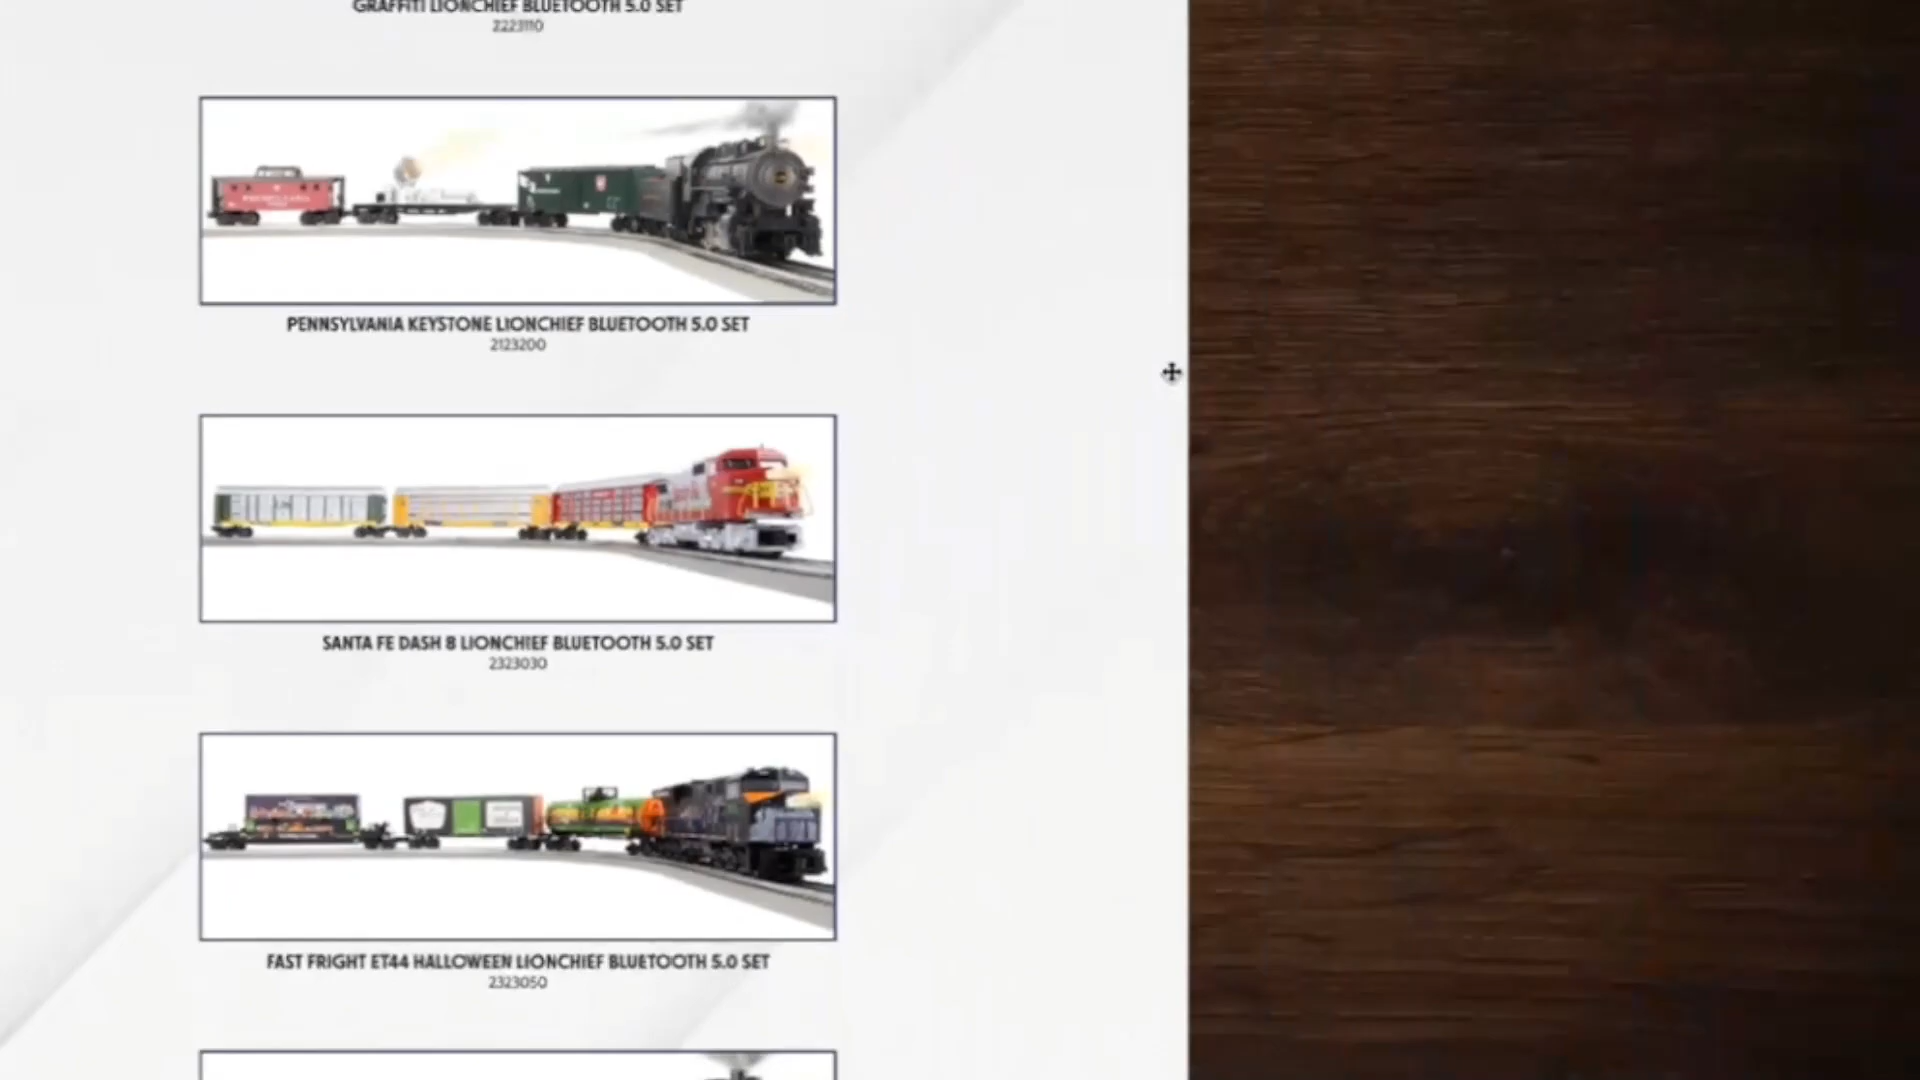 GRAFFITI LIONCHIEF BLUETOOTH 5.0 SET
2223110
PENNSYLVANIA KEYSTONE LIONCHIEF BLUETOOTH 5.0 SET
2123200
SANTA FE DASH 8 LIONCHIEF BLUETOOTH 5.0 SET
2323030
FAST FRIGHT ET44 HALLOWEEN LIONCHIEF BLUETOOTH 5.0 SET
2323050